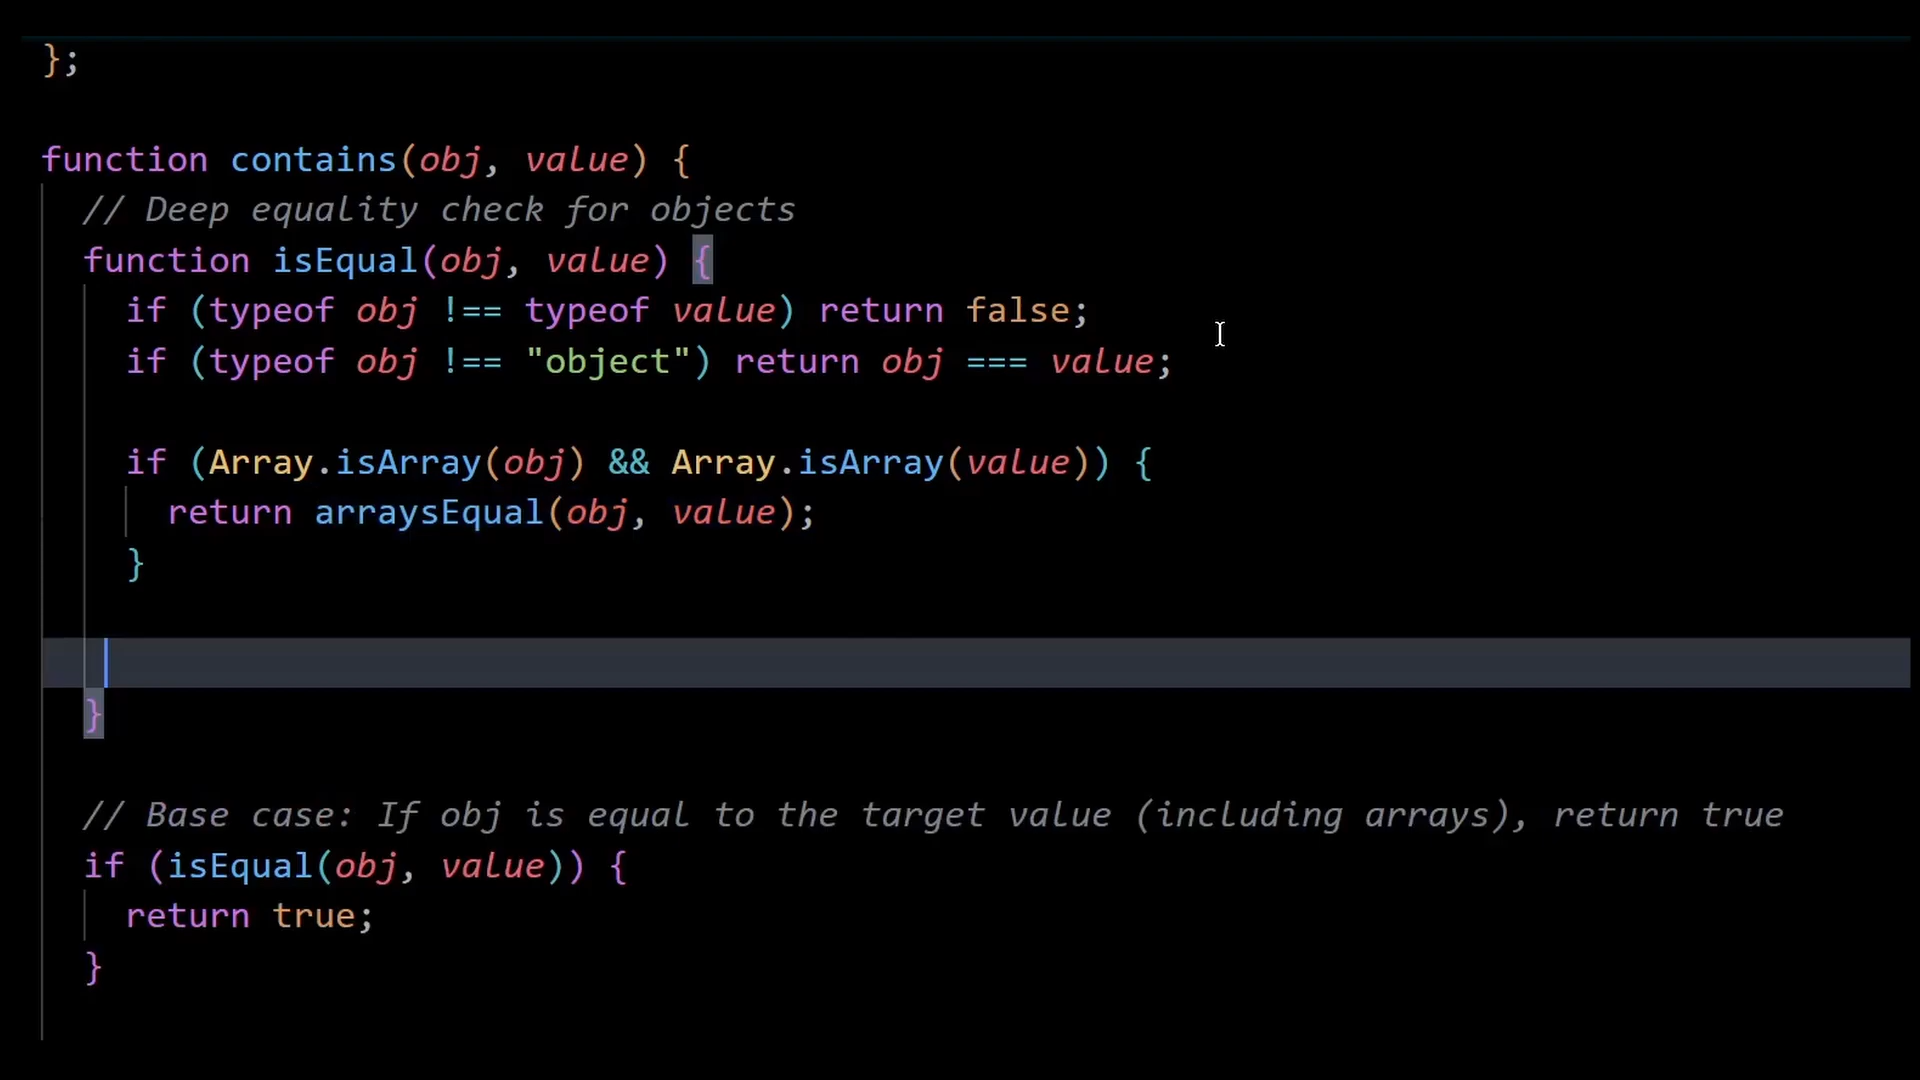 };
function contains(obj, value) {
// Deep equality check for objects
function isEqual(obj, value) {
if (typeof obj !== typeof value) return false;
if (typeof obj !== "object") return obj === value;
if (Array.isArray(obj) && Array.isArray(value)) {
return arraysEqual(obj, value);
}
}
// Base case: If obj is equal to the target value (including arrays), return true
if (isEqual(obj, value)) {
return true;
}